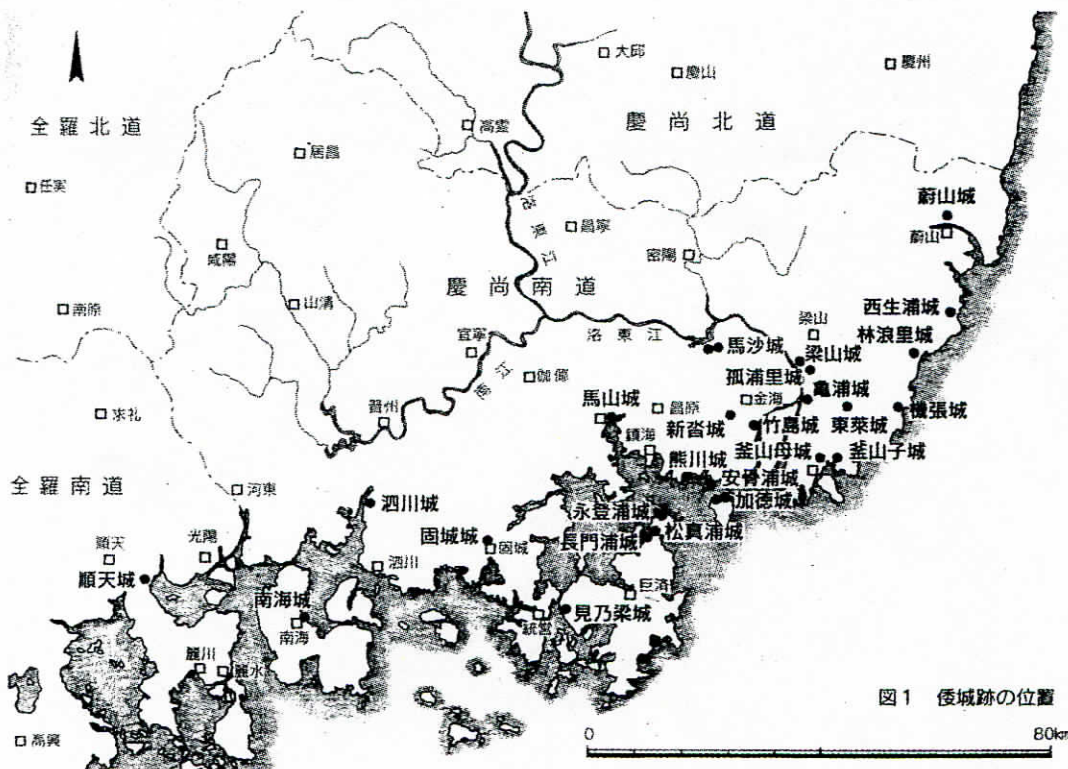 大邱
慶山
慶州
全羅北道
高霊
慶尚北道
居昌
任実
蔚山城
洛東江
蔚山
咸陽
密陽
慶尚南道
山清
南原
西生浦城
宜寧
洛東江
梁山
林浪里城
馬沙城
梁山城
孤浦里城
亀浦城
金海
求礼
晋州
馬山城
昌原
機張城
新沓城
竹島城
東萊城
鎮海
釜山母城
釜山子城
熊川城
安骨浦城
全羅南道
河東
加徳城
泗川城
永登浦城
松真浦城
固城城
長門浦城
光陽
順天
固城
泗川
順天城
巨済
南海城
見乃梁城
統営
南海
麗川
麗水
図1 倭城跡の位置
高興
0 80km